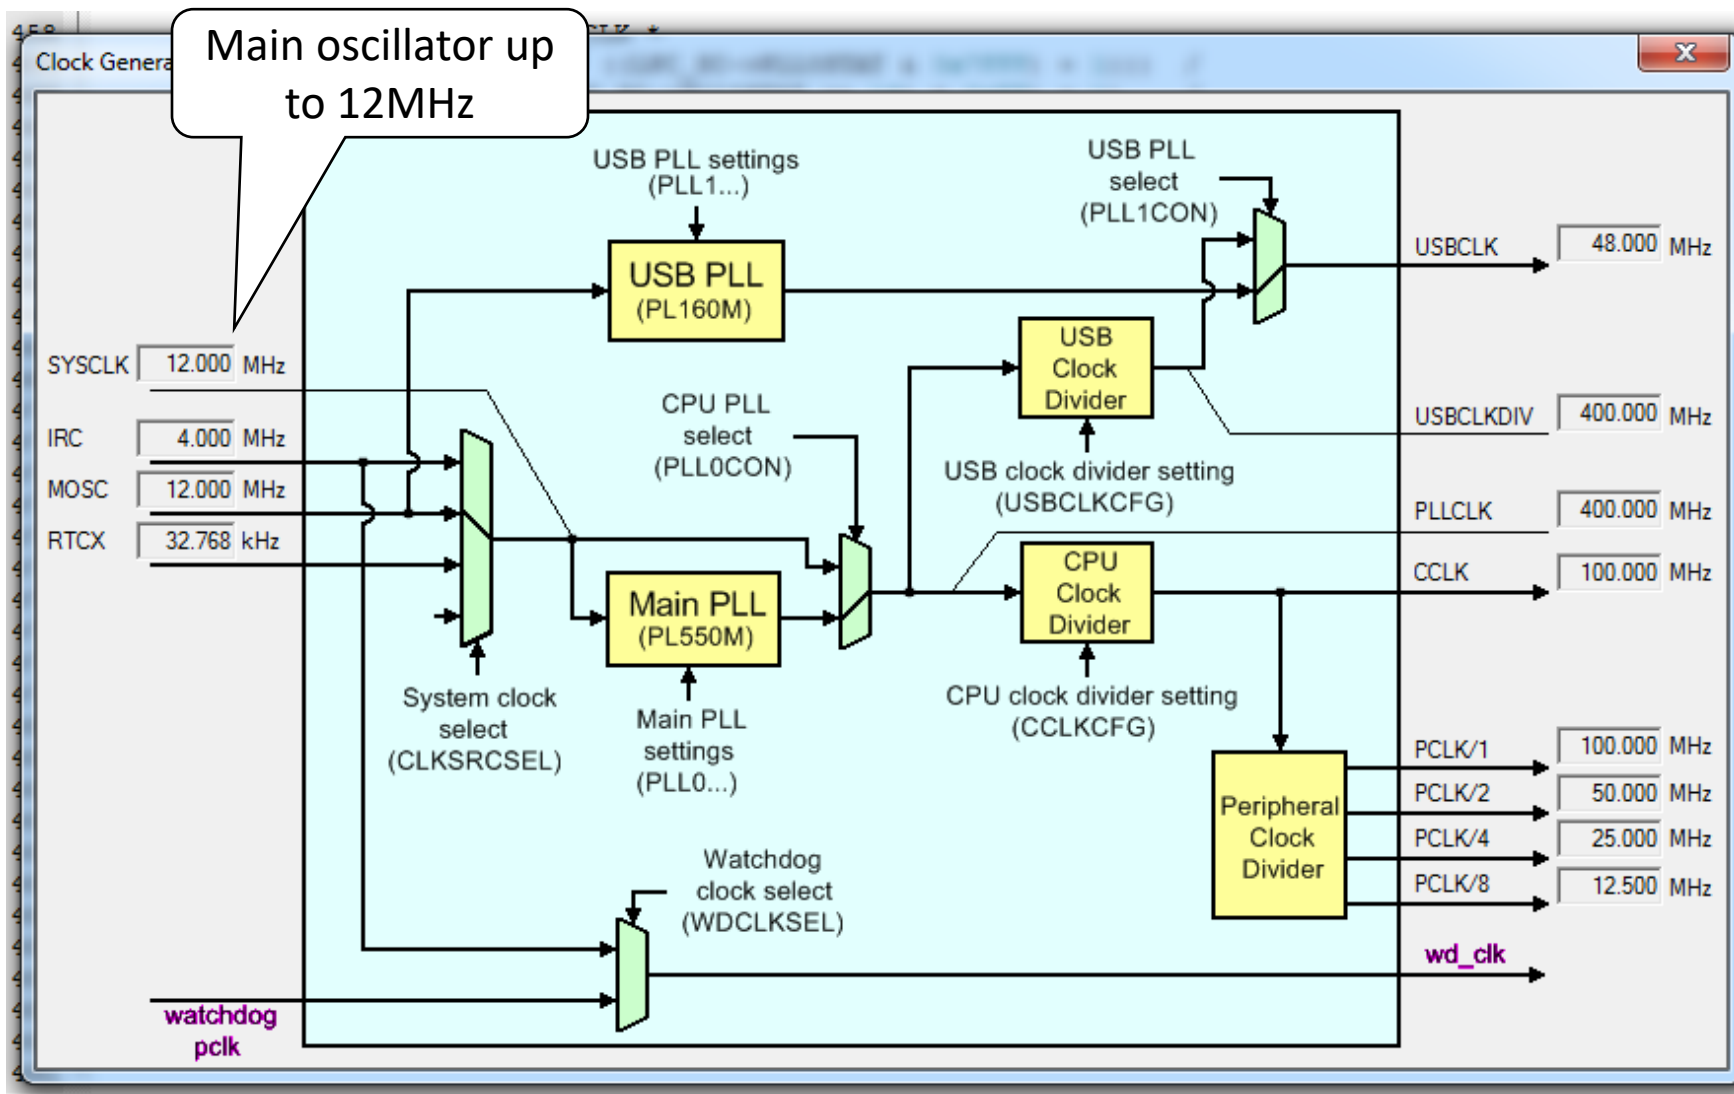 Main oscillator up
to 12MHz
Clock Genera
USB PLL settings
(PLL1...)
USB PLL
select
(PLL1CON)
USB PLL
(PL160M)
USBCLK 48.000 MHz
SYSCLK 12.000 MHz
USB
Clock
Divider
CPU PLL
select
(PLL0CON)
USBCLKDIV 400.000 MHz
IRC 4.000 MHz
MOSC 12.000 MHz
RTCX 32.768 kHz
USB clock divider setting
(USBCLKCFG)
PLLCLK 400.000 MHz
Main PLL
(PL550M)
CPU
Clock
Divider
CCLK 100.000 MHz
System clock
select
(CLKSRCSEL)
Main PLL
settings
(PLL0...)
CPU clock divider setting
(CCLKCFG)
Peripheral
Clock
Divider
PCLK/1 100.000 MHz
PCLK/2 50.000 MHz
PCLK/4 25.000 MHz
PCLK/8 12.500 MHz
Watchdog
clock select
(WDCLKSEL)
wd_clk
watchdog
pclk